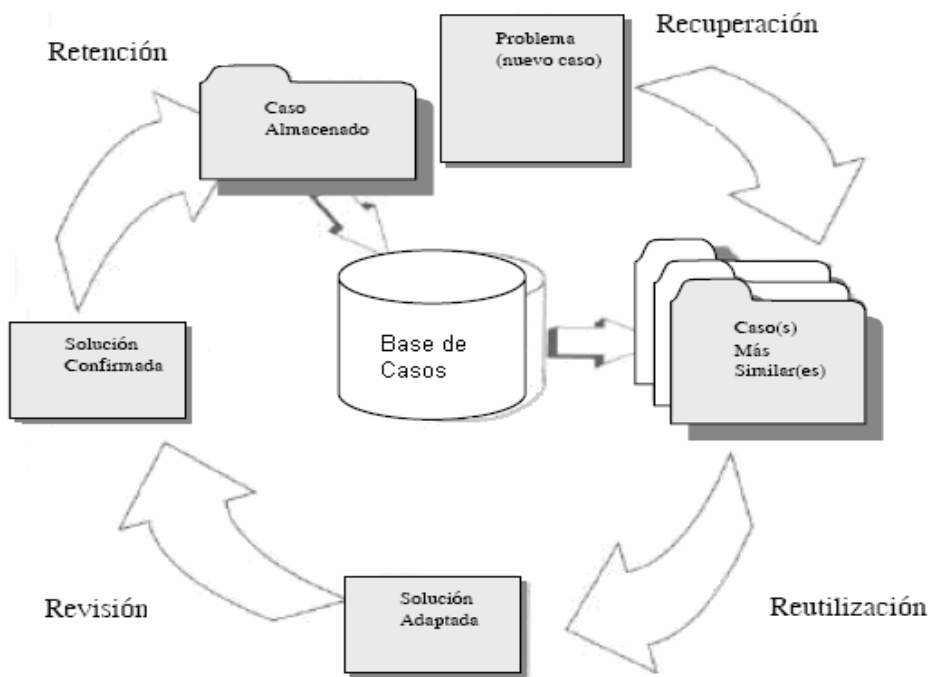 Retención
Recuperación
Problema
(nuevo caso)
Caso
Almacenado
Base de
Casos
Caso(s)
Más
Similar(es)
Solución
Confirmada
Revisión
Solución
Adaptada
Reutilización